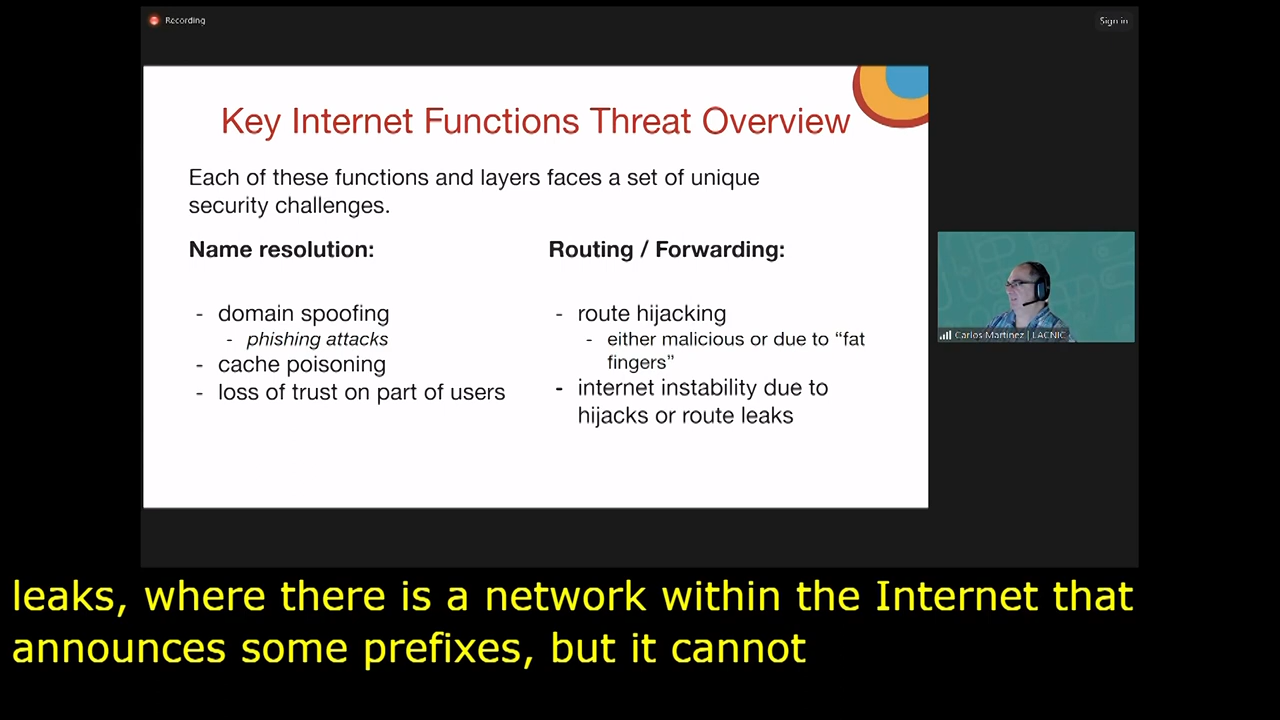 Recording
Sign in
Key Internet Functions Threat Overview
Each of these functions and layers faces a set of unique
security challenges.
Name resolution:
- domain spoofing
- phishing attacks
- cache poisoning
- loss of trust on part of users
Routing / Forwarding:
- route hijacking
- either malicious or due to “fat
fingers”
- internet instability due to
hijacks or route leaks
Carlos Martinez | LACNIC
leaks, where there is a network within the Internet that
announces some prefixes, but it cannot